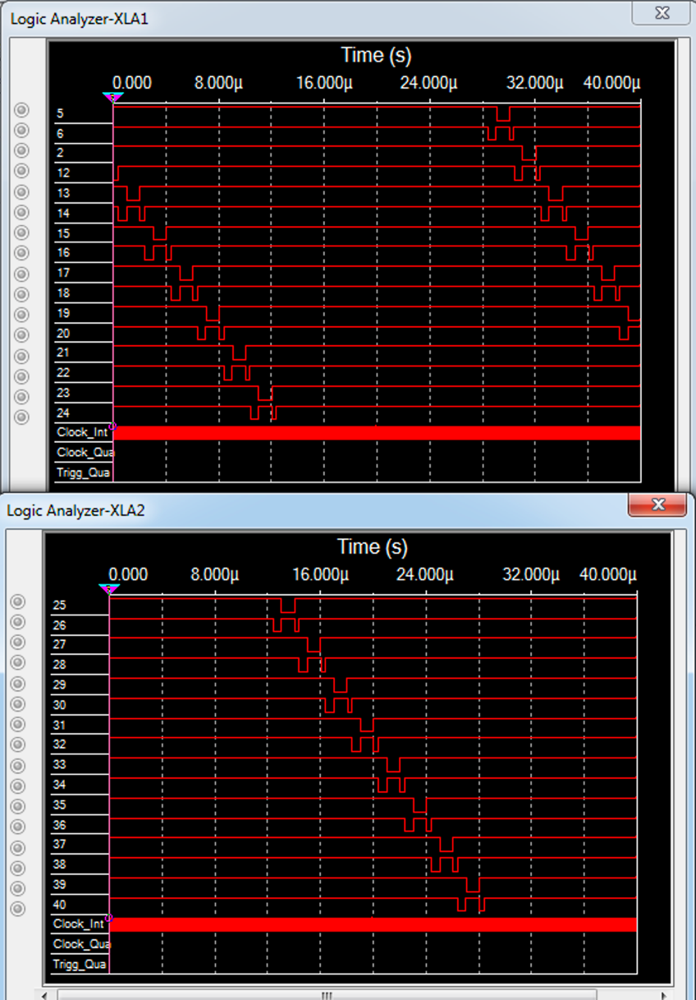 Logic Analyzer-XLA1
Time (s)
0.000 8.000µ 16.000µ 24.000µ 32.000µ 40.000µ
5
6
2
12
13
14
15
16
17
18
19
20
21
22
23
24
Clock_Int
Clock_Qua
Trigg_Qua
Logic Analyzer-XLA2
Time (s)
0.000 8.000µ 16.000µ 24.000µ 32.000µ 40.000µ
25
26
27
28
29
30
31
32
33
34
35
36
37
38
39
40
Clock_Int
Clock_Qua
Trigg_Qua